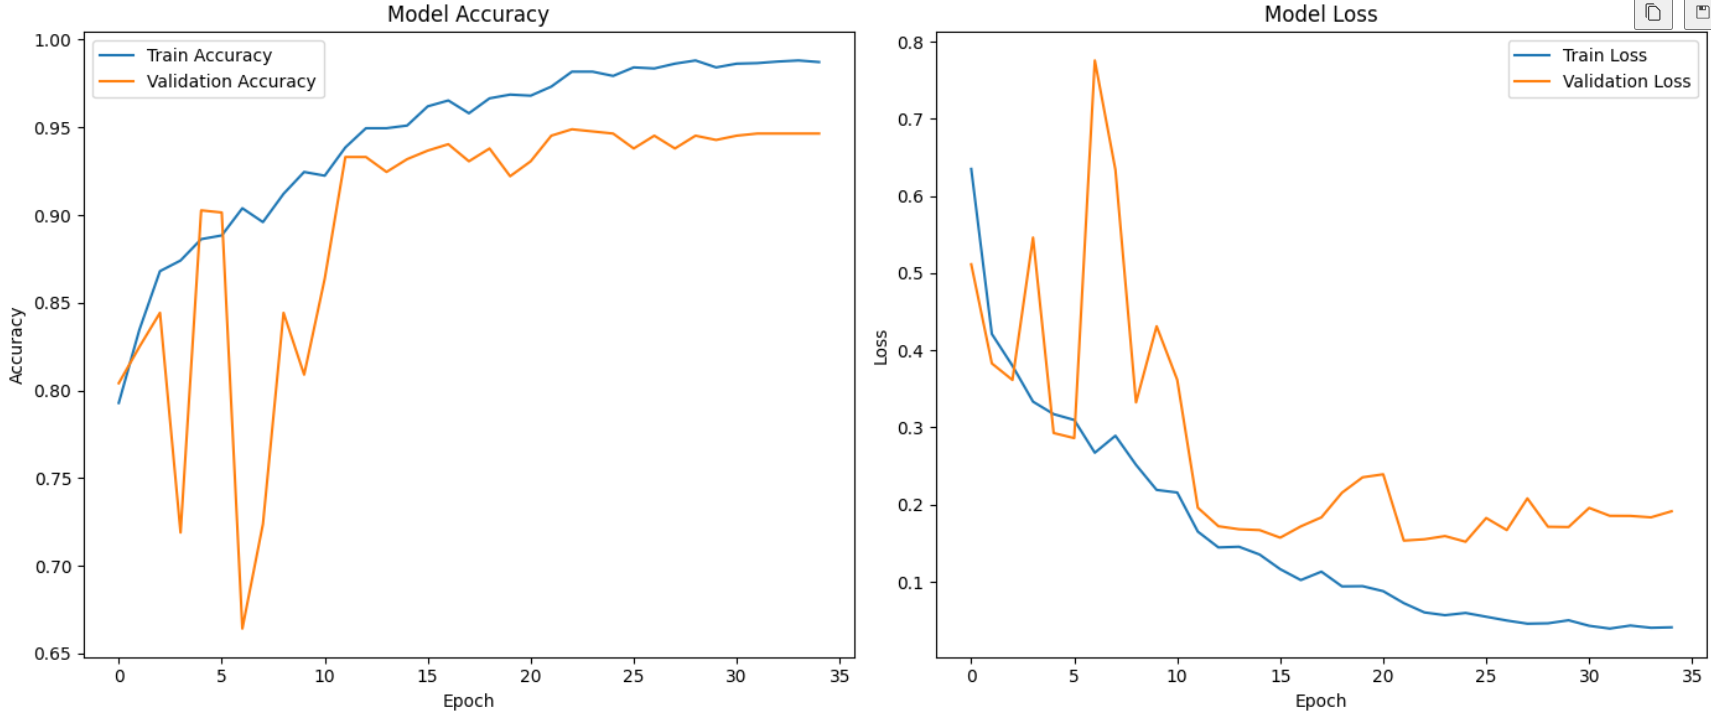 Model Accuracy
1.00
0.95
0.90
0.85
0.80
0.75
0.70
0.65
Accuracy
Train Accuracy
Validation Accuracy
0 5 10 15 20 25 30 35
Epoch
Model Loss
0.8
0.7
0.6
0.5
0.4
0.3
0.2
0.1
Loss
Train Loss
Validation Loss
0 5 10 15 20 25 30 35
Epoch